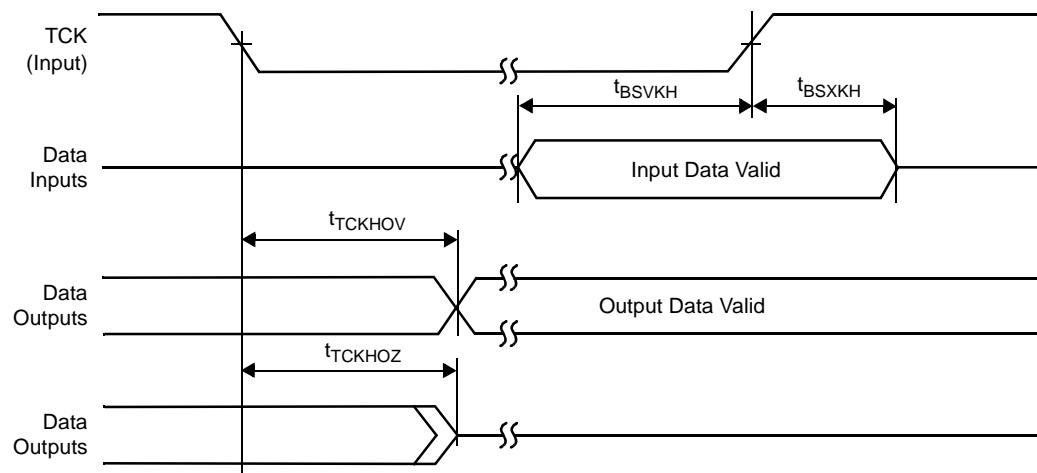 TCK
(Input)
tBSVKH
tBSXKH
Data
Inputs
Input Data Valid
tTCKHOV
Data
Outputs
Output Data Valid
tTCKHOZ
Data
Outputs